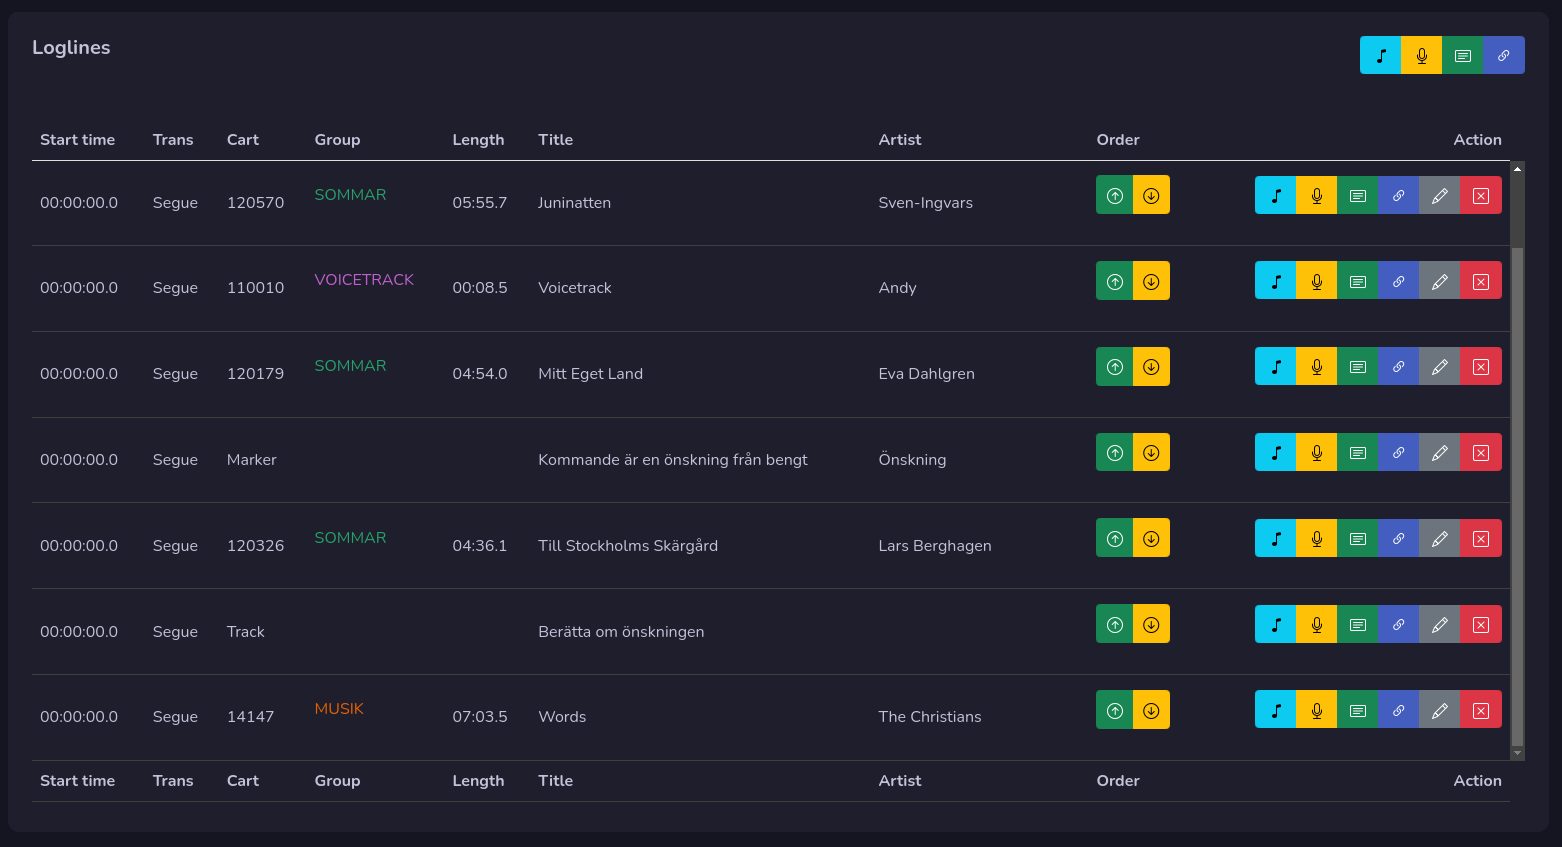 Loglines
Start time Trans Cart Group Length Title Artist Order Action
00:00:00.0 Segue 120570 SOMMAR 05:55.7 Juninatten Sven-Ingvars
00:00:00.0 Segue 110010 VOICETRACK 00:08.5 Voicetrack Andy
00:00:00.0 Segue 120179 SOMMAR 04:54.0 Mitt Eget Land Eva Dahlgren
00:00:00.0 Segue Marker Kommande är en önskning från bengt Önskning
00:00:00.0 Segue 120326 SOMMAR 04:36.1 Till Stockholms Skärgård Lars Berghagen
00:00:00.0 Segue Track Berätta om önskningen
00:00:00.0 Segue 14147 MUSIK 07:03.5 Words The Christians
Start time Trans Cart Group Length Title Artist Order Action